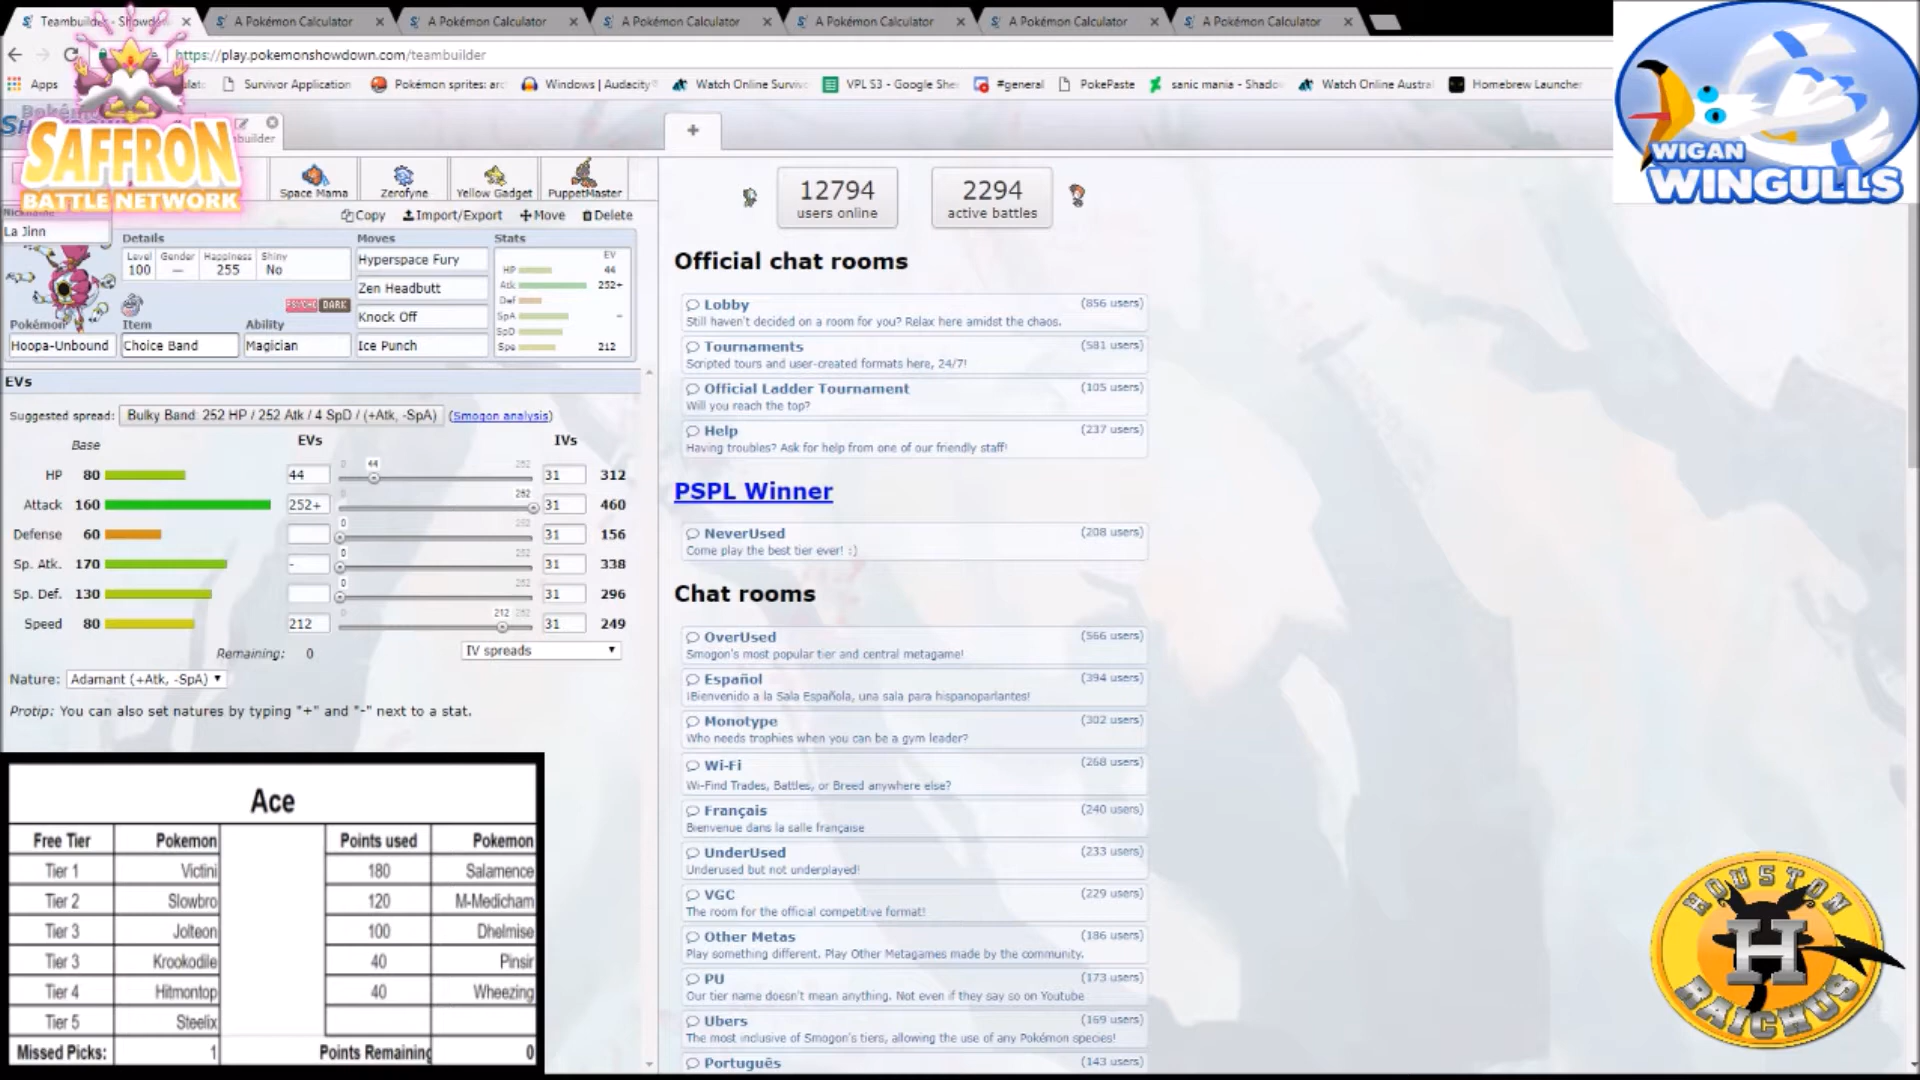 Teambuilder - Showd
A Pokémon Calculator
A Pokémon Calculator
A Pokémon Calculator
A Pokémon Calculator
A Pokémon Calculator
A Pokémon Calculator
https://play.pokemonshowdown.com/teambuilder
Apps
Survivor Application
Pokémon sprites: arc
Windows | Audacity
Watch Online Surviv
VPL S3 - Google She
#general
PokePaste
sanic mania - Shado
Watch Online Austral
Homebrew Launcher
SAFFRON
BATTLE NETWORK
WIGAN
WINGULLS
Space Mama
Zerofyne
Yellow Gadget
PuppetMaster
Copy Import/Export Move Delete
Nickname
La Jinn
Details
Level Gender Happiness Shiny
100 — 255 No
PSYCHC DARK
Pokémon Item Ability
Hoopa-Unbound Choice Band Magician
Moves
Hyperspace Fury
Zen Headbutt
Knock Off
Ice Punch
Stats
EV
HP 44
Atk 252+
Def
SpA -
SpD
Spe 212
EVs
Suggested spread: Bulky Band: 252 HP / 252 Atk / 4 SpD / (+Atk, -SpA) (Smogon analysis)
Base EVs IVs
HP 80 44 31 312
Attack 160 252+ 31 460
Defense 60 31 156
Sp. Atk. 170 - 31 338
Sp. Def. 130 31 296
Speed 80 212 31 249
Remaining: 0
IV spreads
Nature: Adamant (+Atk, -SpA)
Protip: You can also set natures by typing "+" and "-" next to a stat.
12794
users online
2294
active battles
Official chat rooms
Lobby (856 users)
Still haven't decided on a room for you? Relax here amidst the chaos.
Tournaments (581 users)
Scripted tours and user-created formats here, 24/7!
Official Ladder Tournament (105 users)
Will you reach the top?
Help (237 users)
Having troubles? Ask for help from one of our friendly staff!
PSPL Winner
NeverUsed (208 users)
Come play the best tier ever! :)
Chat rooms
OverUsed (566 users)
Smogon's most popular tier and central metagame!
Español (394 users)
¡Bienvenido a la Sala Española, una sala para hispanoparlantes!
Monotype (302 users)
Who needs trophies when you can be a gym leader?
Wi-Fi (268 users)
Wi-Find Trades, Battles, or Breed anywhere else?
Français (240 users)
Bienvenue dans la salle française
UnderUsed (233 users)
Underused but not underplayed!
VGC (229 users)
The room for the official competitive format!
Other Metas (186 users)
Play something different. Play Other Metagames made by the community.
PU (173 users)
Our tier name doesn't mean anything. Not even if they say so on Youtube
Ubers (169 users)
The most inclusive of Smogon's tiers, allowing the use of any Pokémon species!
Português (143 users)
Ace
Free Tier Pokemon Points used Pokemon
Tier 1 Victini 180 Salamence
Tier 2 Slowbro 120 M-Medicham
Tier 3 Jolteon 100 Dhelmise
Tier 3 Krookodile 40 Pinsir
Tier 4 Hitmontop 40 Wheezing
Tier 5 Steelix
Missed Picks: 1 Points Remaining 0
HOUSTON
H
RAICHUS